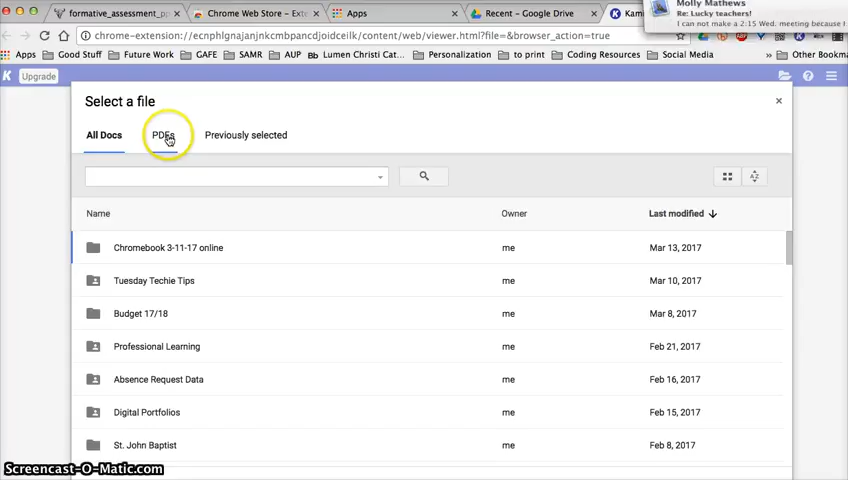 Molly Mathews
Re: Lucky teachers!
I can not make a 2:15 Wed. meeting because I
formative_assessment_pp
Chrome Web Store - Exte
Apps
Recent - Google Drive
Kami
chrome-extension://ecnphlgnajanjnkcmbpancdjoidceilk/content/web/viewer.html?file=&browser_action=true
Apps Good Stuff Future Work GAFE SAMR AUP Lumen Christi Cat... Personalization to print Coding Resources Social Media » Other Bookma
K Upgrade
Select a file
All Docs PDFs Previously selected
Name Owner Last modified
Chromebook 3-11-17 online me Mar 13, 2017
Tuesday Techie Tips me Mar 10, 2017
Budget 17/18 me Mar 8, 2017
Professional Learning me Feb 21, 2017
Absence Request Data me Feb 16, 2017
Digital Portfolios me Feb 15, 2017
St. John Baptist me Feb 8, 2017
Screencast-O-Matic.com